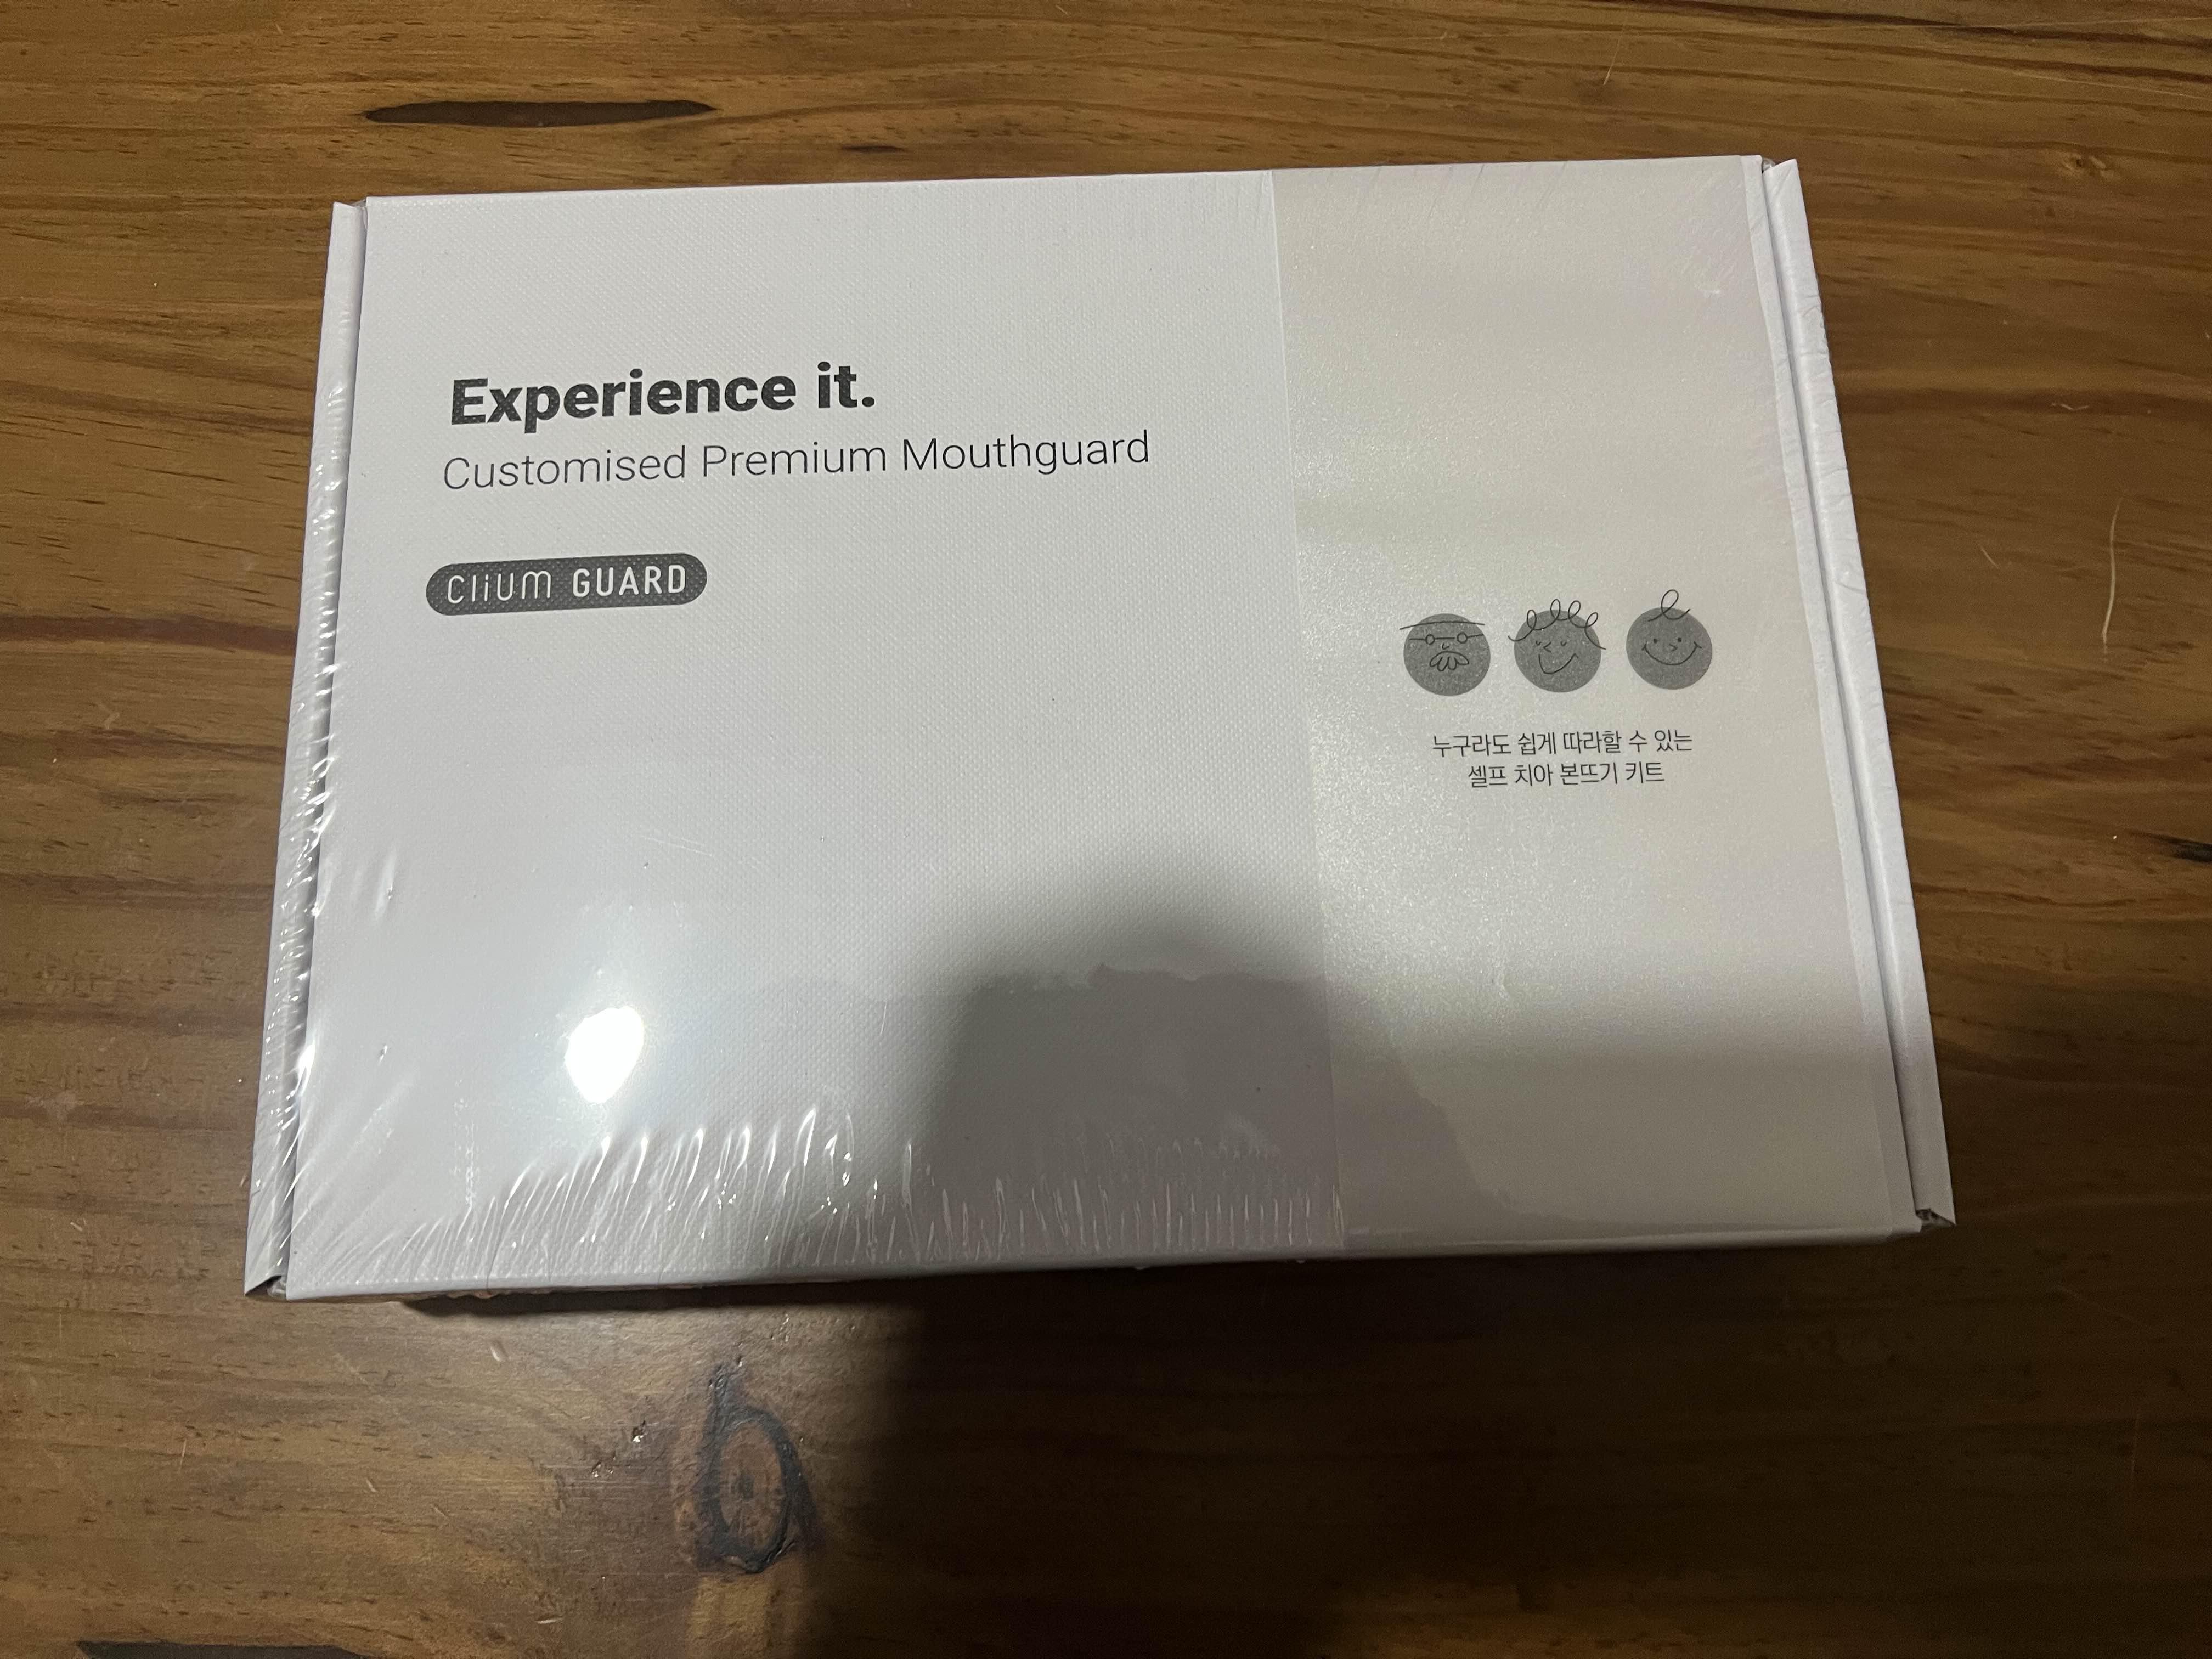 Experience it.
Customised Premium Mouthguard
CliUM GUARD
누구라도 쉽게 따라할 수 있는
셀프 치아 본뜨기 키트